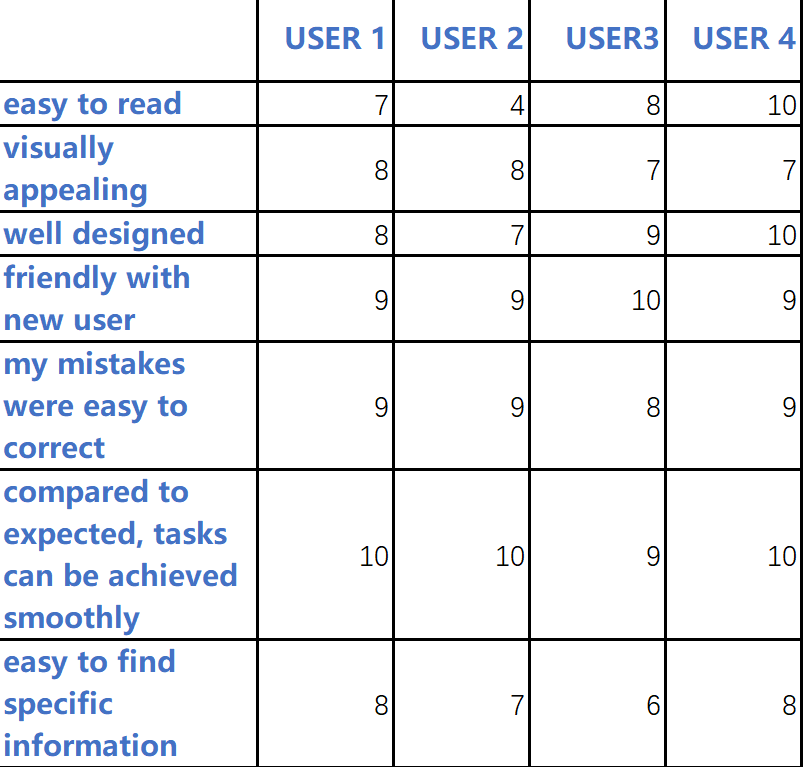 USER 1 USER 2 USER3 USER 4
easy to read 7 4 8 10
visually
appealing 8 8 7 7
well designed 8 7 9 10
friendly with
new user 9 9 10 9
my mistakes
were easy to
correct 9 9 8 9
compared to
expected, tasks
can be achieved
smoothly 10 10 9 10
easy to find
specific
information 8 7 6 8